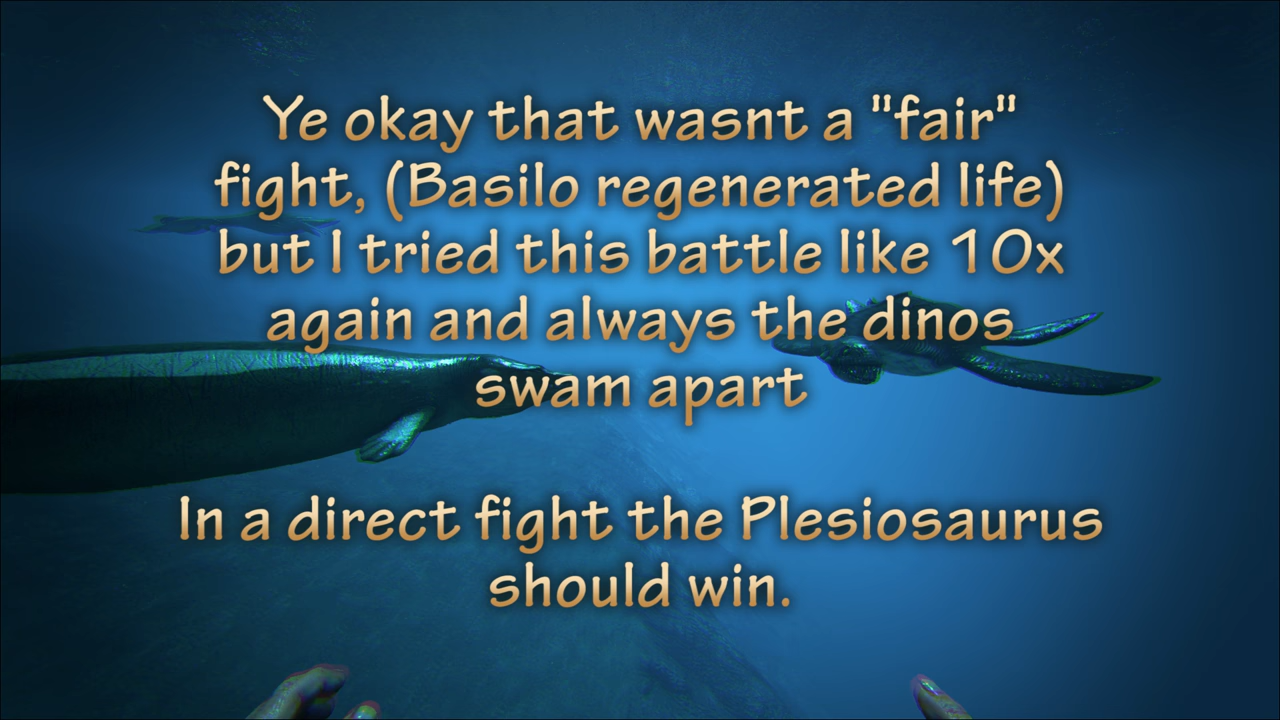 Ye okay that wasnt a "fair"
fight, (Basilo regenerated life)
but I tried this battle like 10x
again and always the dinos
swam apart
In a direct fight the Plesiosaurus
should win.